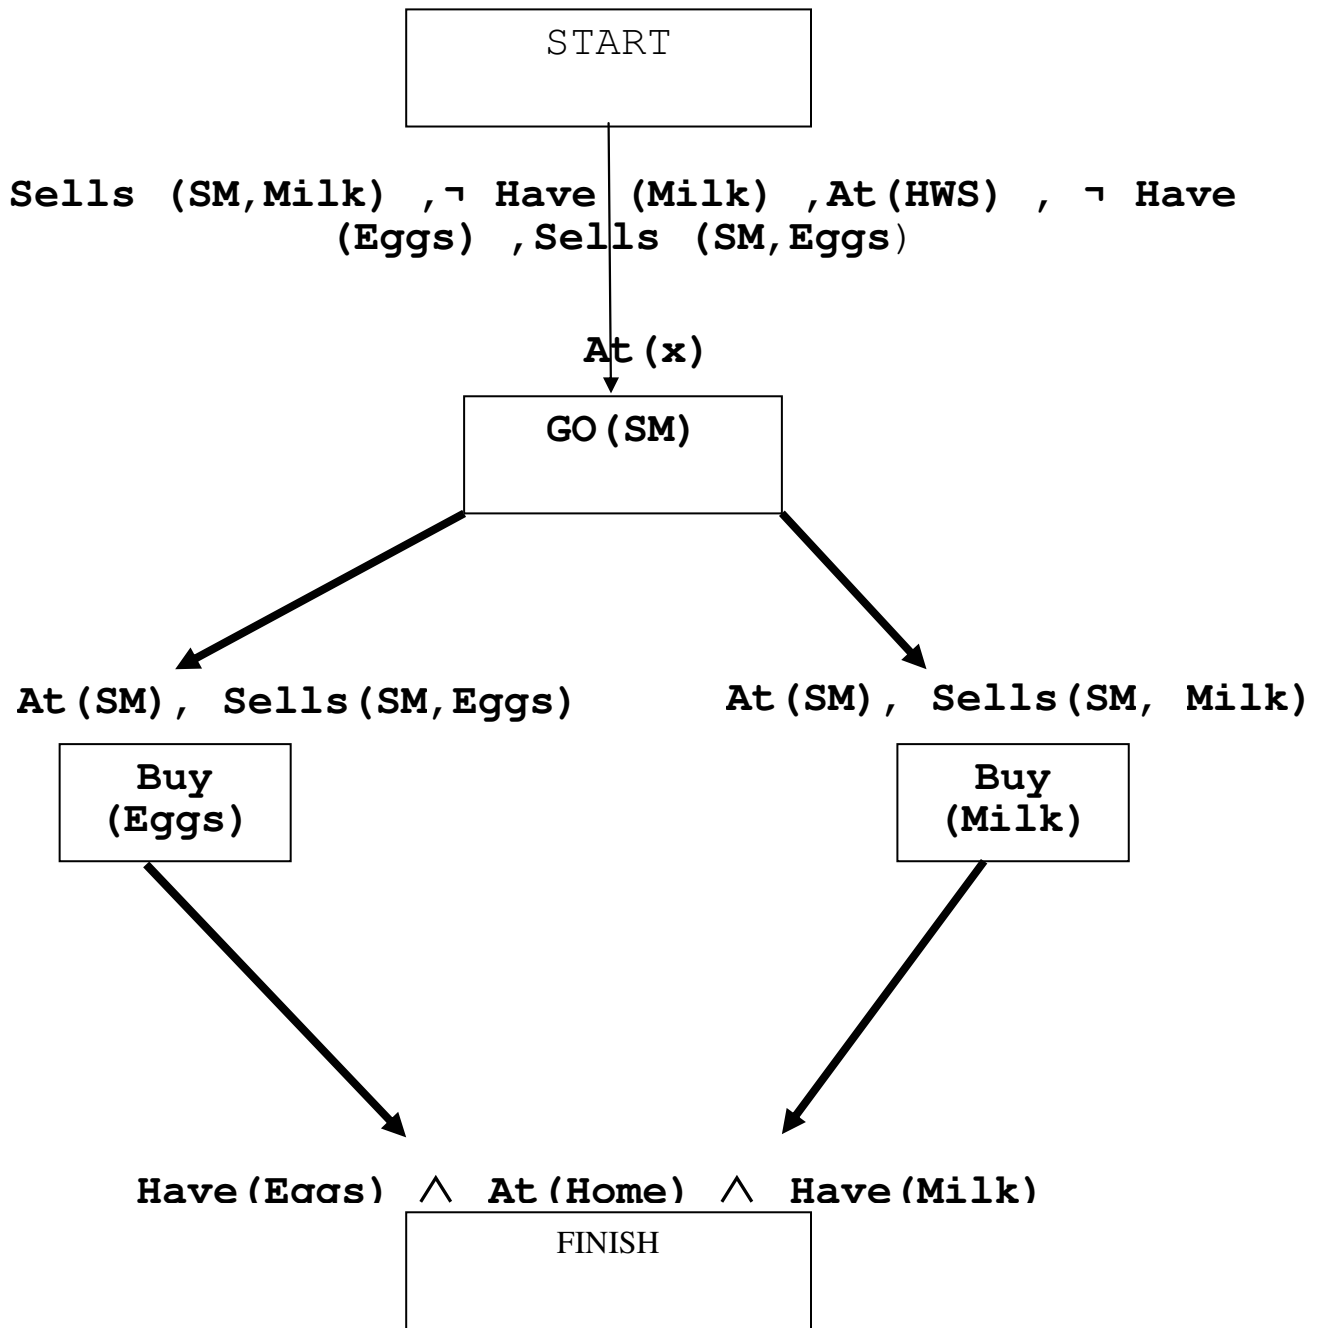 START
Sells (SM,Milk) ,¬ Have (Milk) ,At(HWS) , ¬ Have
(Eggs) ,Sells (SM,Eggs)
At(x)
GO(SM)
At(SM), Sells(SM,Eggs)
At(SM), Sells(SM, Milk)
Buy
(Eggs)
Buy
(Milk)
Have(Eggs) ∧ At(Home) ∧ Have(Milk)
FINISH